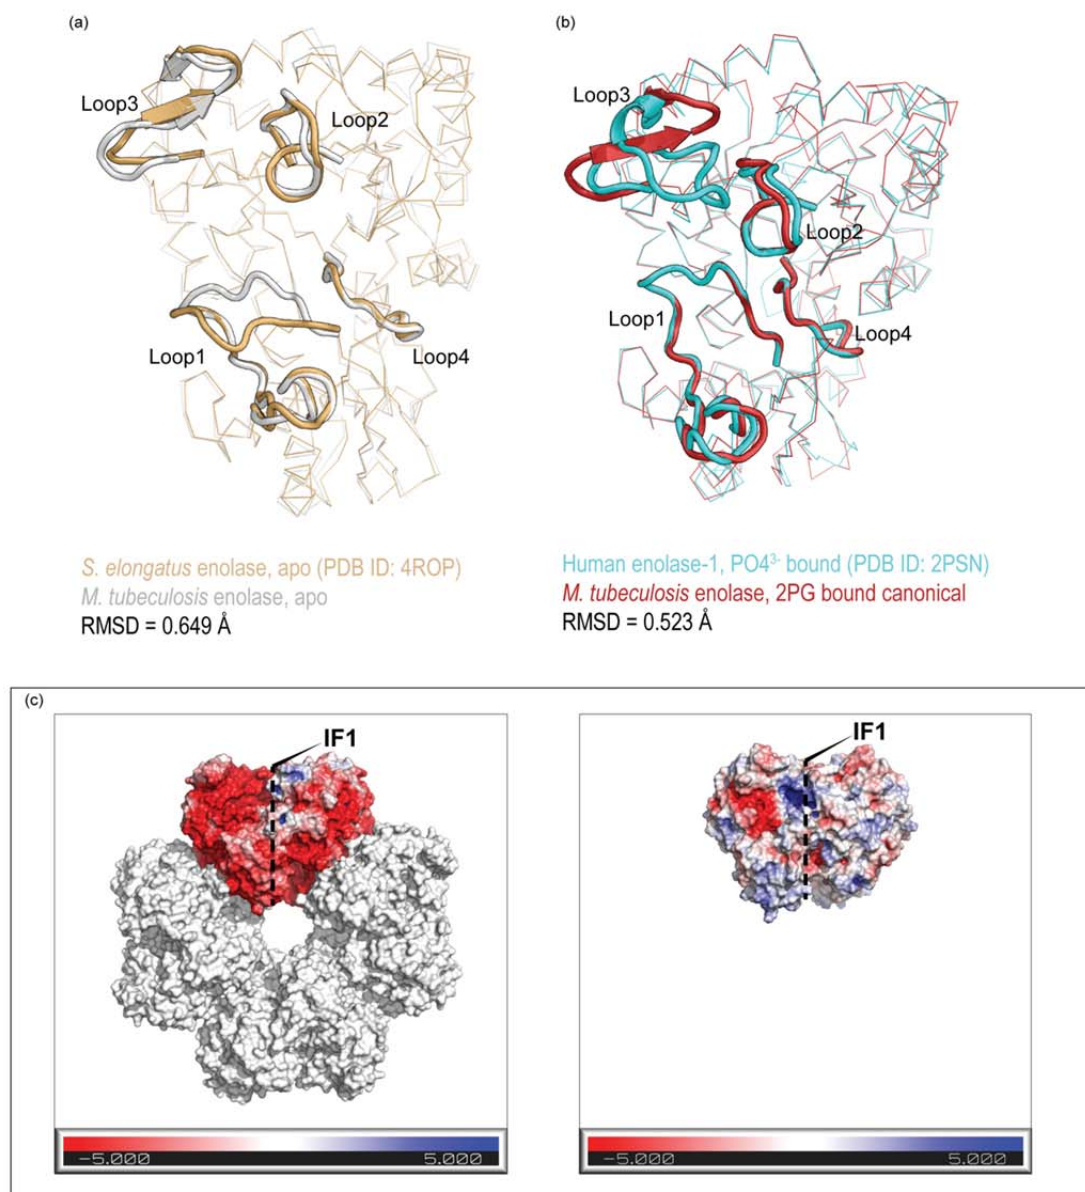 (a)
(b)
Loop3
Loop2
Loop1
Loop4
Loop3
Loop2
Loop1
Loop4
S. elongatus enolase, apo (PDB ID: 4ROP)
M. tubeculosis enolase, apo
RMSD = 0.649 Å
Human enolase-1, PO4³⁻ bound (PDB ID: 2PSN)
M. tuberculosis enolase, 2PG bound canonical
RMSD = 0.523 Å
(c)
IF1
IF1
-5.000 5.000
-5.000 5.000